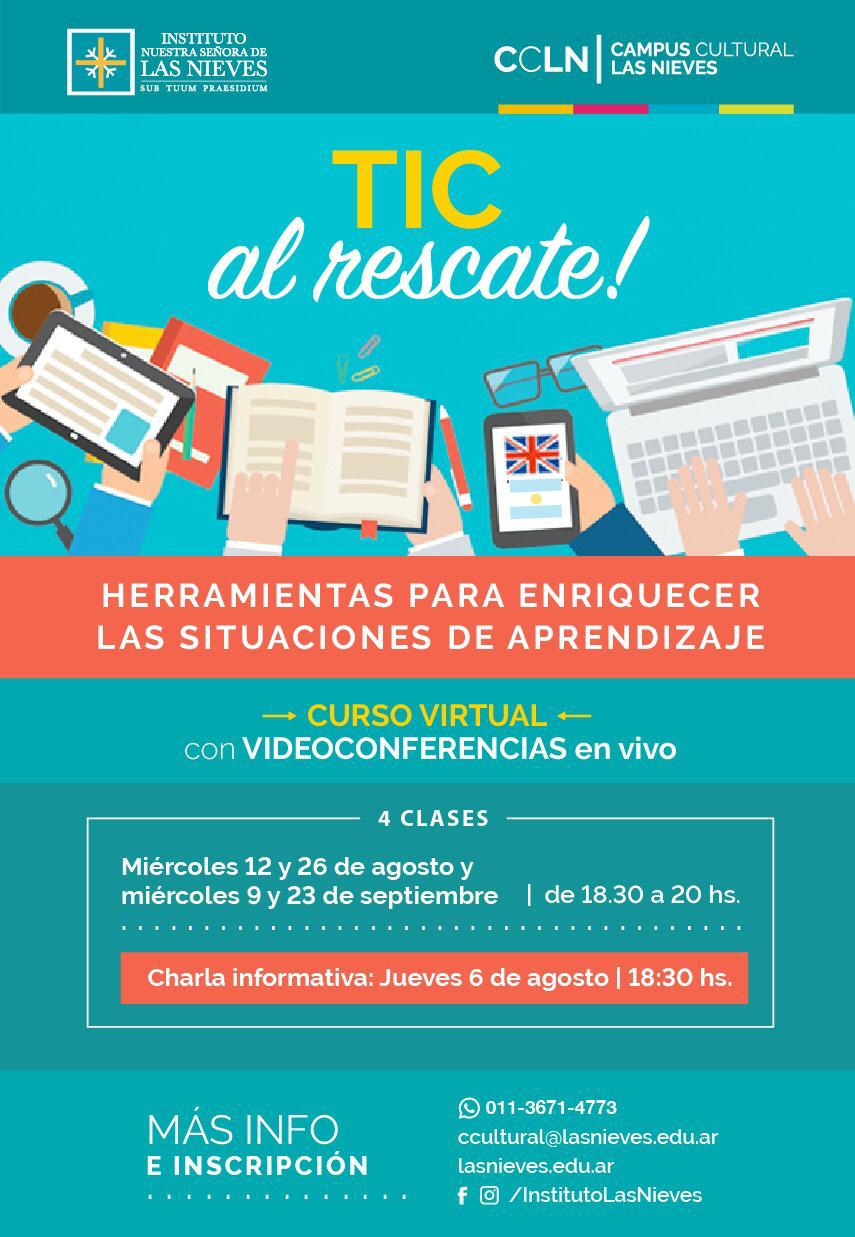 INSTITUTO
NUESTRA SEÑORA DE
LAS NIEVES
SUB TUUM PRAESIDIUM
CCLN
CAMPUS CULTURAL
LAS NIEVES
TIC
al rescate!
HERRAMIENTAS PARA ENRIQUECER
LAS SITUACIONES DE APRENDIZAJE
CURSO VIRTUAL
con VIDEOCONFERENCIAS en vivo
4 CLASES
Miércoles 12 y 26 de agosto y
miércoles 9 y 23 de septiembre | de 18.30 a 20 hs.
Charla informativa: Jueves 6 de agosto | 18:30 hs.
MÁS INFO
E INSCRIPCIÓN
011-3671-4773
ccultural@lasnieves.edu.ar
lasnieves.edu.ar
/InstitutoLasNieves